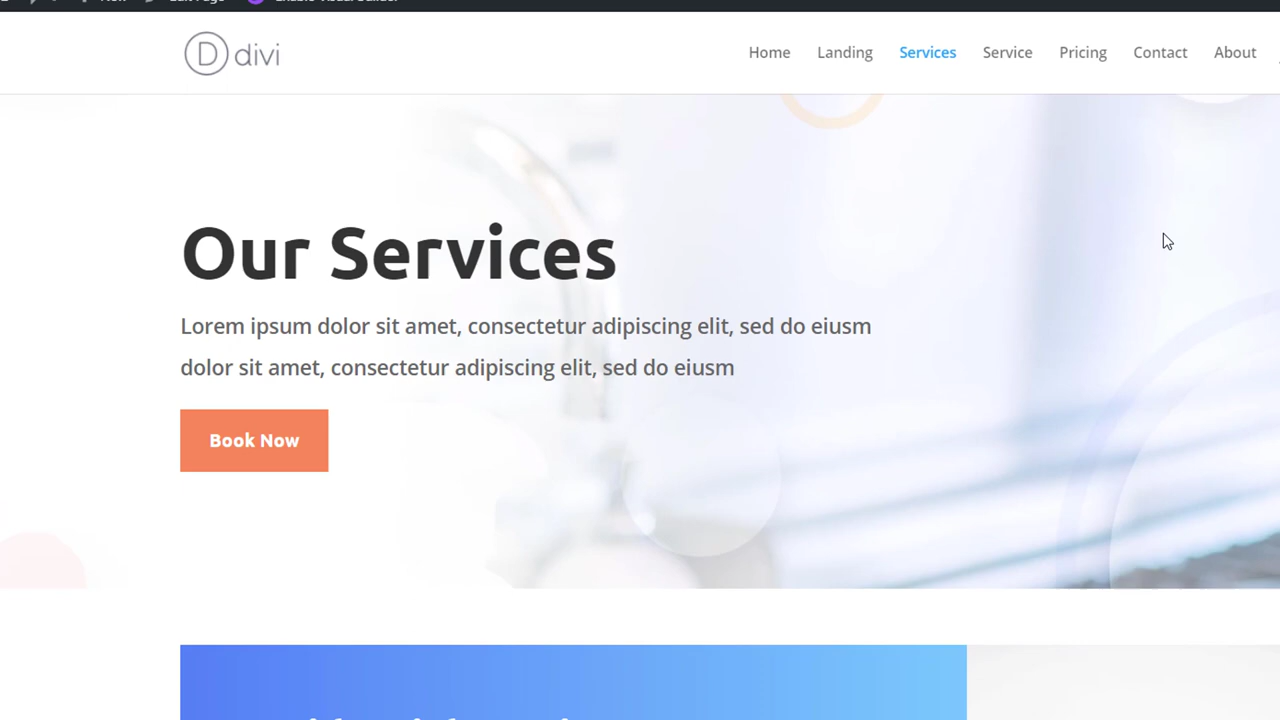 D divi
Home Landing Services Service Pricing Contact About
Our Services
Lorem ipsum dolor sit amet, consectetur adipiscing elit, sed do eiusm
dolor sit amet, consectetur adipiscing elit, sed do eiusm
Book Now